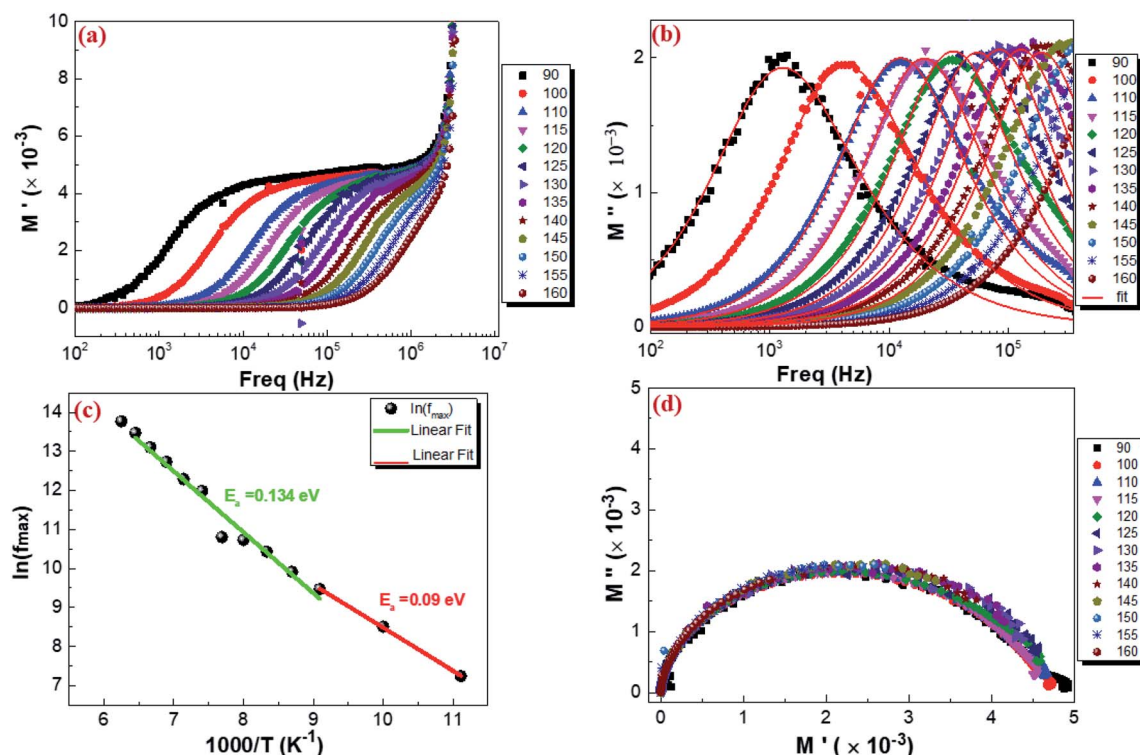 (a)
10
8
6
4
2
0
M ' (× 10⁻³)
10² 10³ 10⁴ 10⁵ 10⁶ 10⁷
Freq (Hz)
90
100
110
115
120
125
130
135
140
145
150
155
160
(b)
2
1
0
M " (× 10⁻³)
10² 10³ 10⁴ 10⁵
Freq (Hz)
90
100
110
115
120
125
130
135
140
145
150
155
160
fit
(c)
14
13
12
11
10
9
8
7
ln(fmax)
ln(fmax)
Linear Fit
Linear Fit
Ea =0.134 eV
Ea =0.09 eV
6 7 8 9 10 11
1000/T (K⁻¹)
(d)
5
4
3
2
1
0
M " (× 10⁻³)
0 1 2 3 4 5
M ' (× 10⁻³)
90
100
110
115
120
125
130
135
140
145
150
155
160